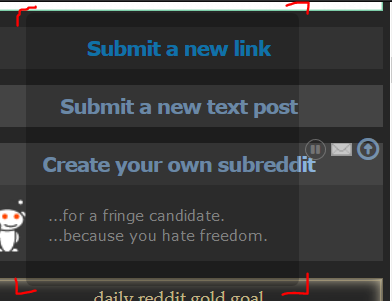 Submit a new link
Submit a new text post
Create your own subreddit
...for a fringe candidate.
...because you hate freedom.
daily reddit gold goal